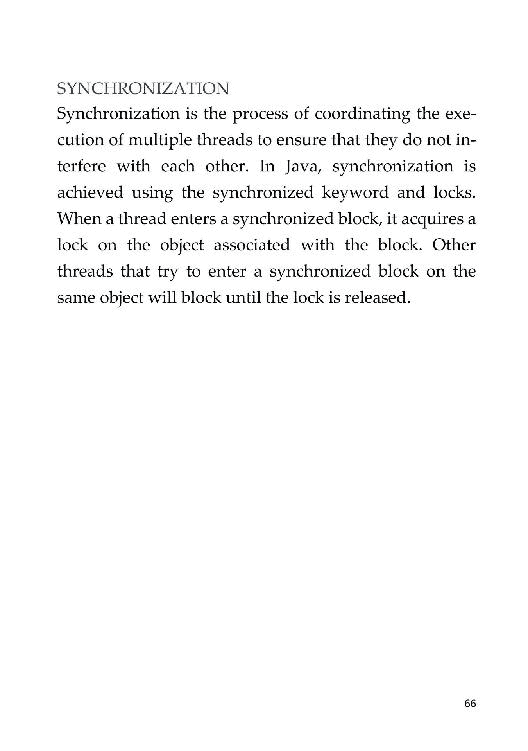 SYNCHRONIZATION
Synchronization is the process of coordinating the exe-
cution of multiple threads to ensure that they do not in-
terfere with each other. In Java, synchronization is
achieved using the synchronized keyword and locks.
When a thread enters a synchronized block, it acquires a
lock on the object associated with the block. Other
threads that try to enter a synchronized block on the
same object will block until the lock is released.
66